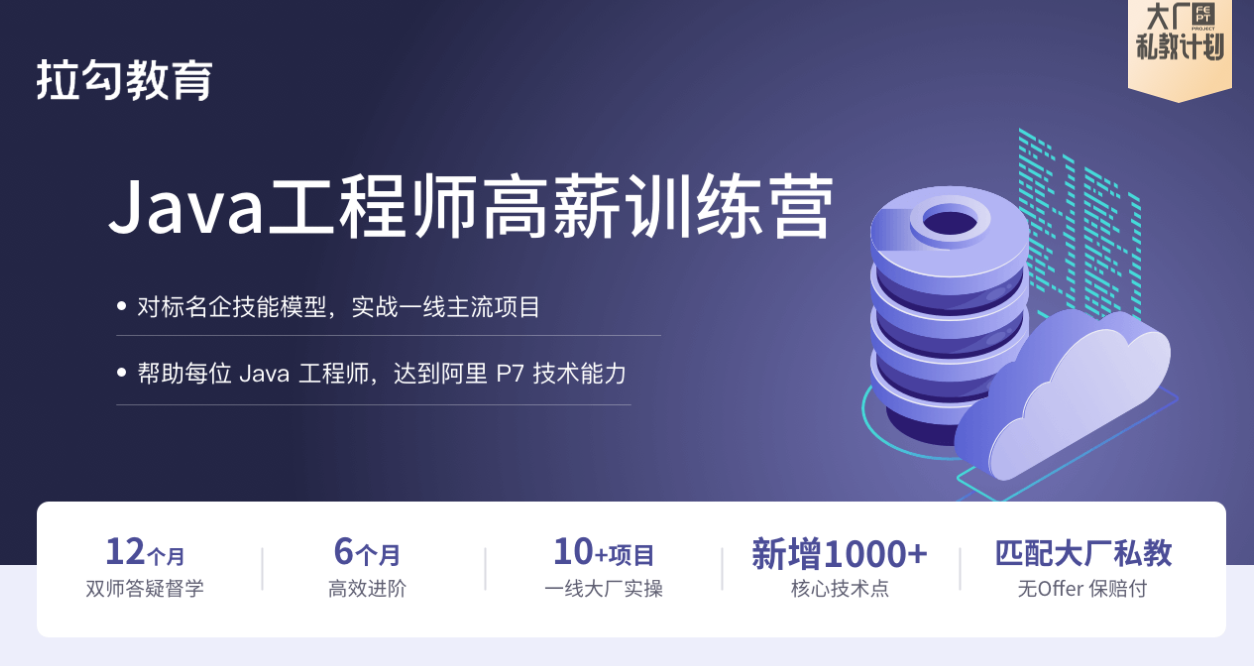 大厂
FE
PT
PROJECT
私教计划
拉勾教育
Java工程师高薪训练营
• 对标名企技能模型，实战一线主流项目
• 帮助每位 Java 工程师，达到阿里 P7 技术能力
12个月
双师答疑督学
6个月
高效进阶
10+项目
一线大厂实操
新增1000+
核心技术点
匹配大厂私教
无Offer 保赔付